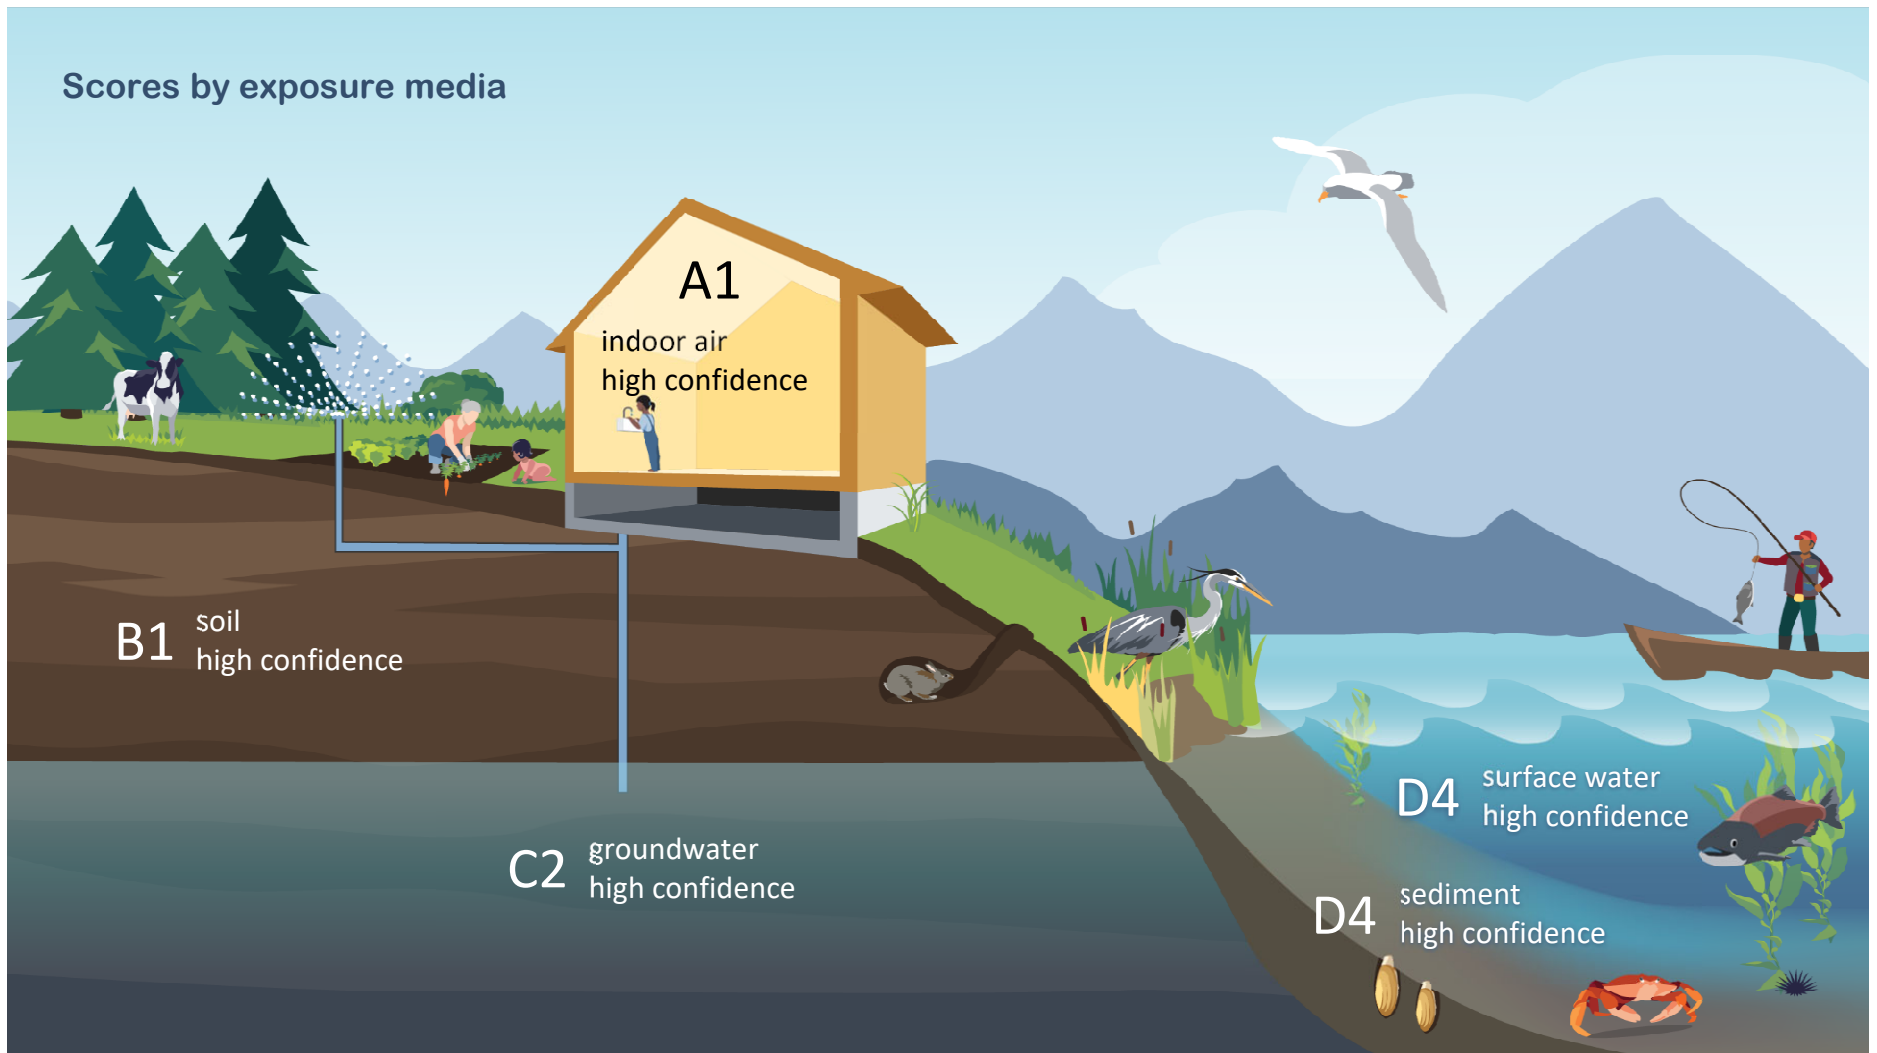 Scores by exposure media
A1
indoor air
high confidence
B1
soil
high confidence
C2
groundwater
high confidence
D4
surface water
high confidence
D4
sediment
high confidence